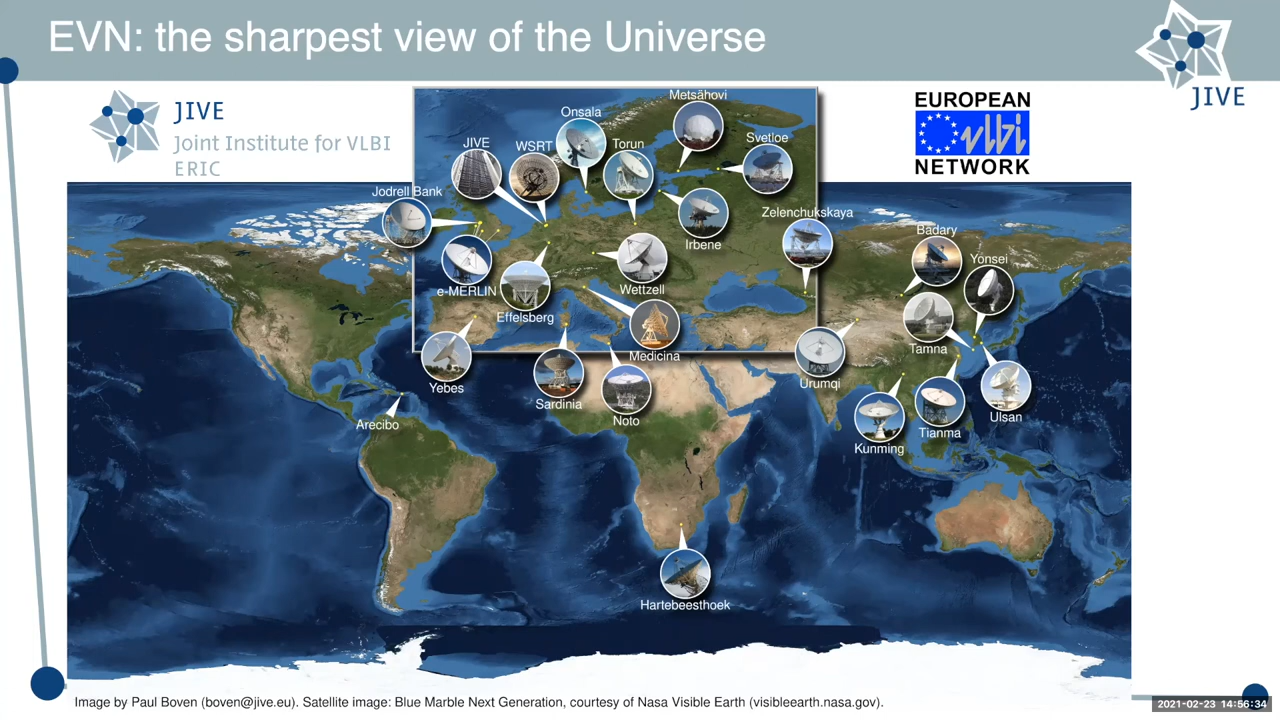 EVN: the sharpest view of the Universe
JIVE
JIVE
Joint Institute for VLBI
ERIC
EUROPEAN
vlbi
NETWORK
Metsähovi
Onsala
Svetloe
JIVE
WSRT
Torun
Jodrell Bank
Zelenchukskaya
Irbene
Badary
Yonsei
e-MERLIN
Wettzell
Effelsberg
Tamna
Medicina
Yebes
Urumqi
Sardinia
Noto
Ulsan
Arecibo
Tianma
Kunming
Hartebeesthoek
Image by Paul Boven (boven@jive.eu). Satellite image: Blue Marble Next Generation, courtesy of Nasa Visible Earth (visibleearth.nasa.gov).
2021-02-23 14:56:34